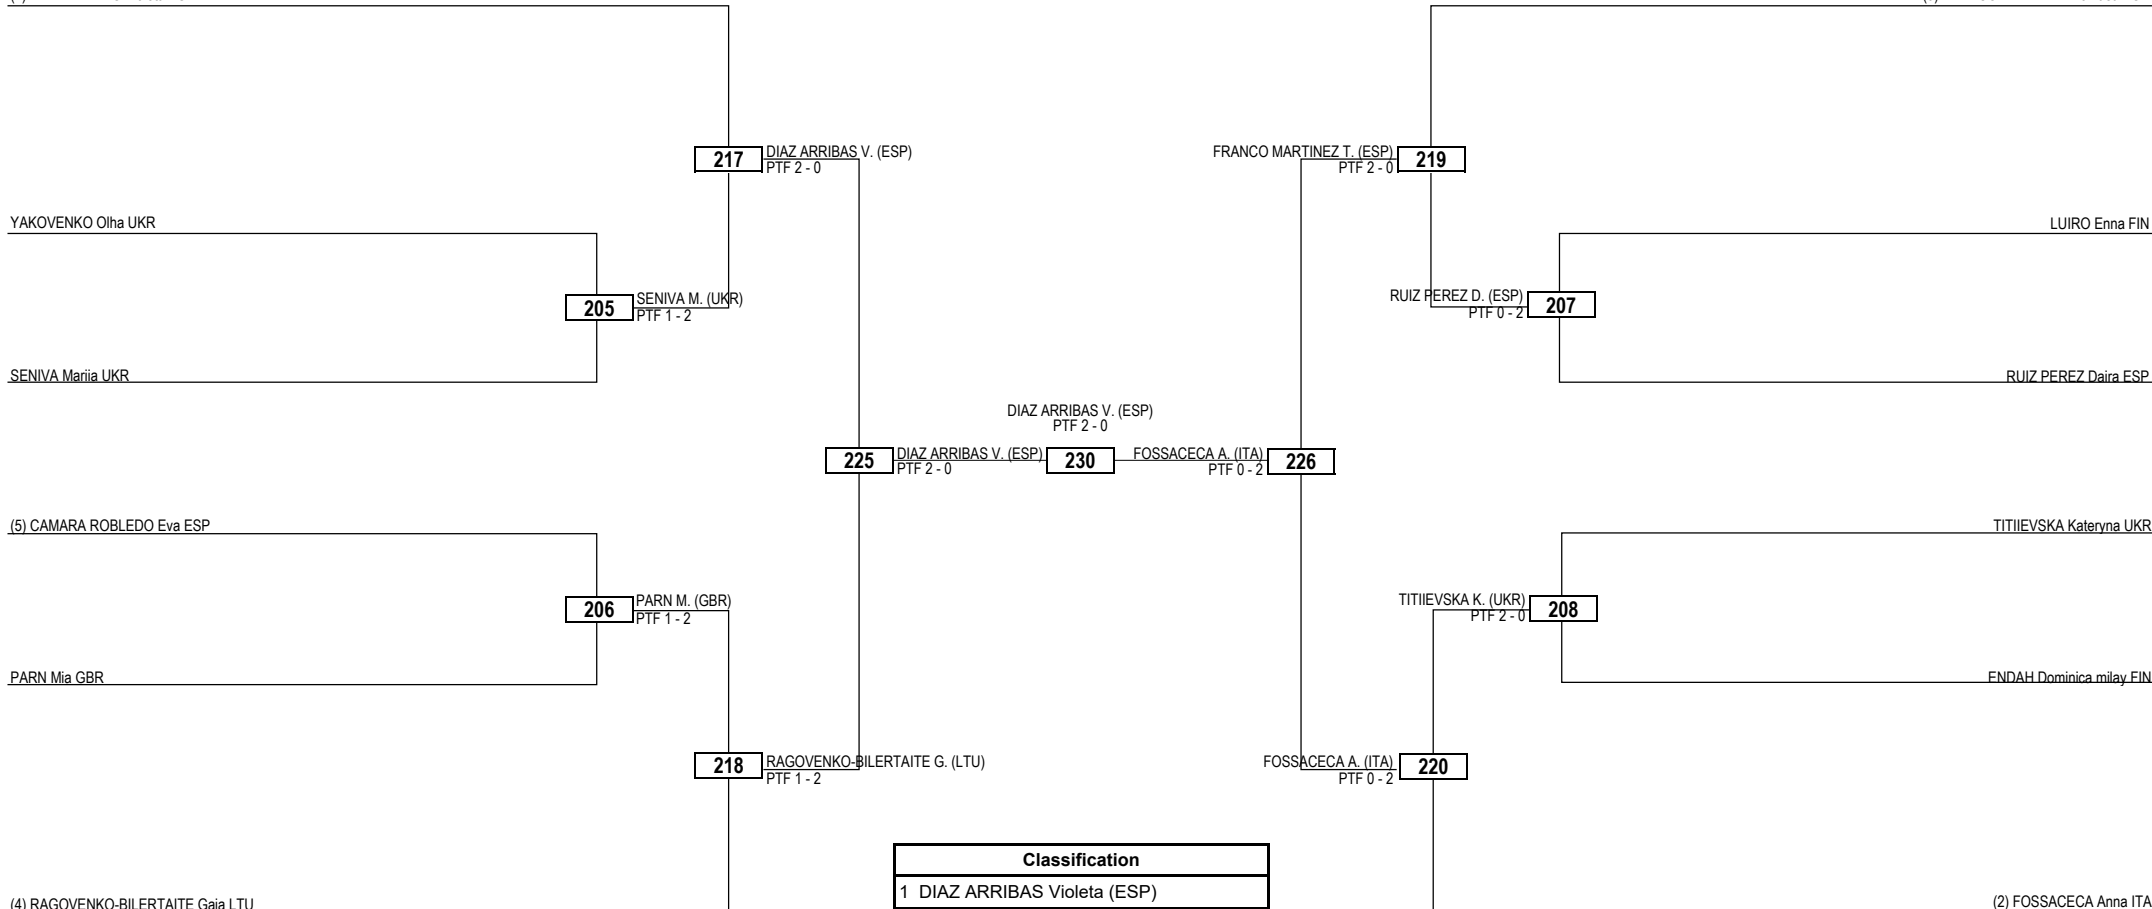 217
DIAZ ARRIBAS V. (ESP)
PTF 2 - 0
FRANCO MARTINEZ T. (ESP)
PTF 2 - 0
219
YAKOVENKO Olha UKR
LUIRO Enna FIN
205
SENIVA M. (UKR)
PTF 1 - 2
RUIZ PEREZ D. (ESP)
PTF 0 - 2
207
SENIVA Mariia UKR
RUIZ PEREZ Daira ESP
DIAZ ARRIBAS V. (ESP)
PTF 2 - 0
225
DIAZ ARRIBAS V. (ESP)
PTF 2 - 0
230
FOSSACECA A. (ITA)
PTF 0 - 2
226
(5) CAMARA ROBLEDO Eva ESP
TITIIEVSKA Kateryna UKR
206
PARN M. (GBR)
PTF 1 - 2
TITIIEVSKA K. (UKR)
PTF 2 - 0
208
PARN Mia GBR
ENDAH Dominica milay FIN
218
RAGOVENKO-BILERTAITE G. (LTU)
PTF 1 - 2
FOSSACECA A. (ITA)
PTF 0 - 2
220
Classification
1 DIAZ ARRIBAS Violeta (ESP)
(4) RAGOVENKO-BILERTAITE Gaja LTU
(2) FOSSACECA Anna ITA